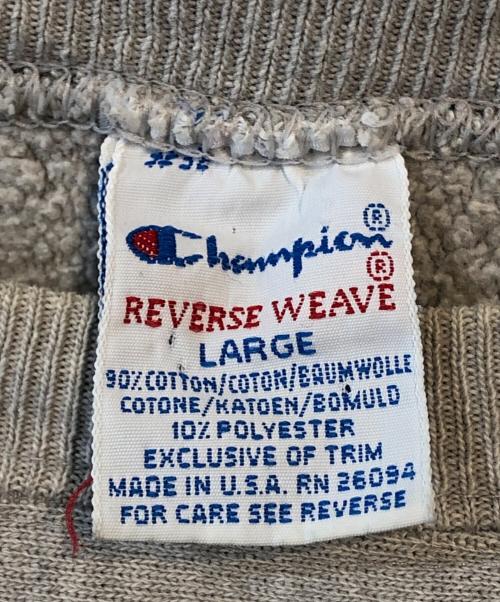 Champion®
REVERSE WEAVE®
LARGE
90% COTTON/COTON/BAUMWOLLE
COTONE/KATOEN/BOMULD
10% POLYESTER
EXCLUSIVE OF TRIM
MADE IN U.S.A. RN 26094
FOR CARE SEE REVERSE